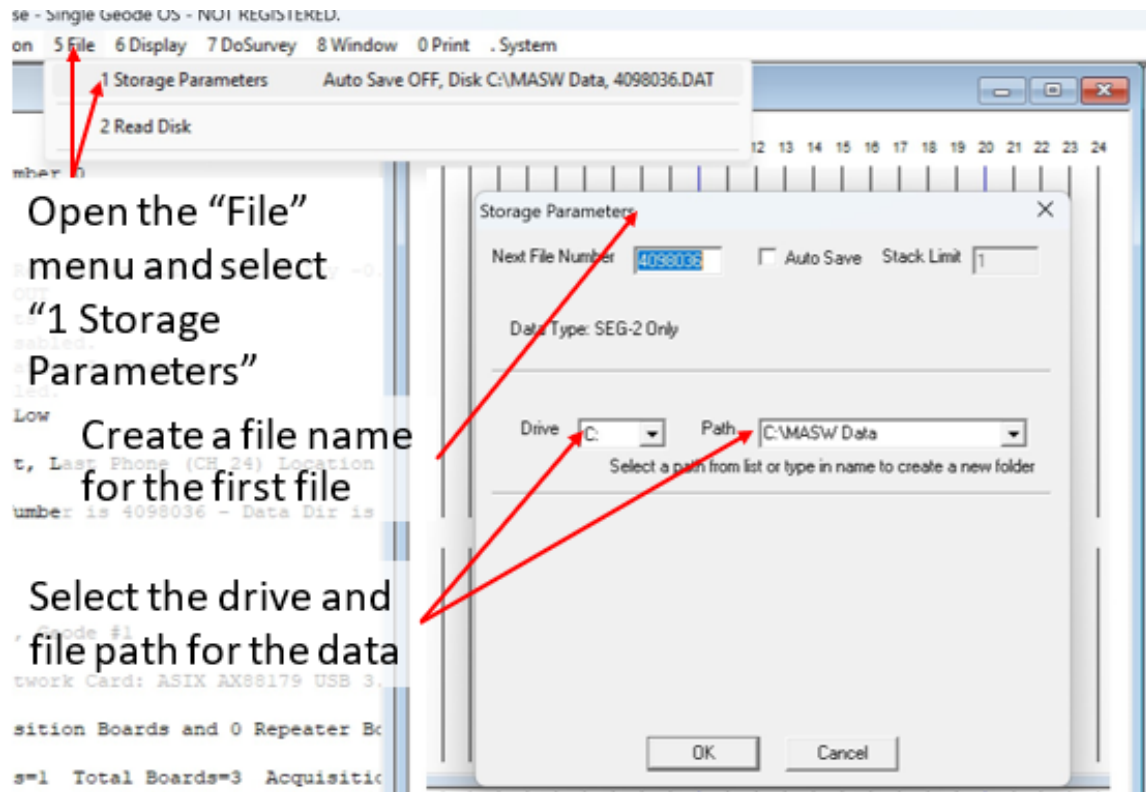 se - Single Geode OS - NOT REGISTERED.
on 5 File 6 Display 7 DoSurvey 8 Window 0 Print . System
1 Storage Parameters Auto Save OFF, Disk C:\MASW Data, 4098036.DAT
2 Read Disk
12 13 14 15 16 17 18 19 20 21 22 23 24
mber 0
Open the “File”
menu and select
“1 Storage
Parameters”
-0.
OUT
sabled.
led.
Low
Create a file name
for the first file
t, Last Phone (CH 24) Location
umber is 4098036 - Data Dir is
Select the drive and
file path for the data
, Geode #1
twork Card: ASIX AX88179 USB 3.
sition Boards and 0 Repeater Bo
s=1 Total Boards=3 Acquisitic
Storage Parameters
Next File Number 4098036 Auto Save Stack Limit 1
Data Type: SEG-2 Only
Drive C: Path C:\MASW Data
Select a path from list or type in name to create a new folder
OK Cancel